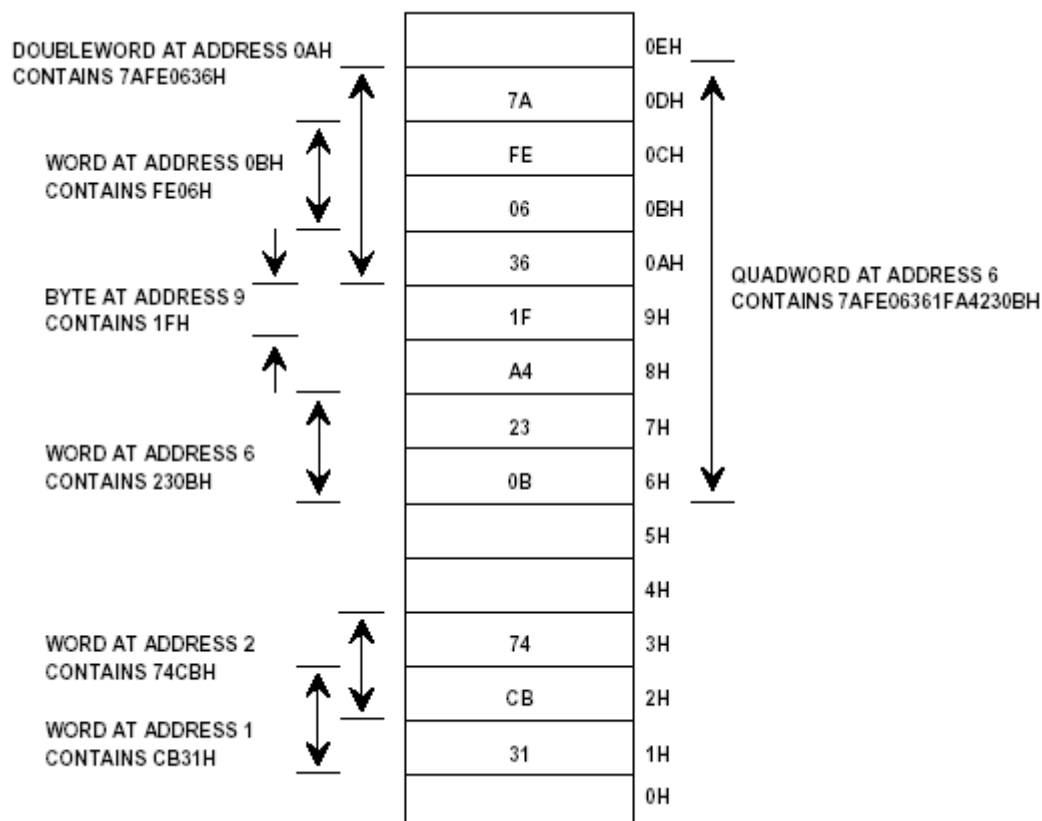 DOUBLEWORD AT ADDRESS 0AH
CONTAINS 7AFE0636H
WORD AT ADDRESS 0BH
CONTAINS FE06H
BYTE AT ADDRESS 9
CONTAINS 1FH
WORD AT ADDRESS 6
CONTAINS 230BH
WORD AT ADDRESS 2
CONTAINS 74CBH
WORD AT ADDRESS 1
CONTAINS CB31H
0EH
7A 0DH
FE 0CH
06 0BH
36 0AH
1F 9H
A4 8H
23 7H
0B 6H
5H
4H
74 3H
CB 2H
31 1H
0H
QUADWORD AT ADDRESS 6
CONTAINS 7AFE06361FA4230BH